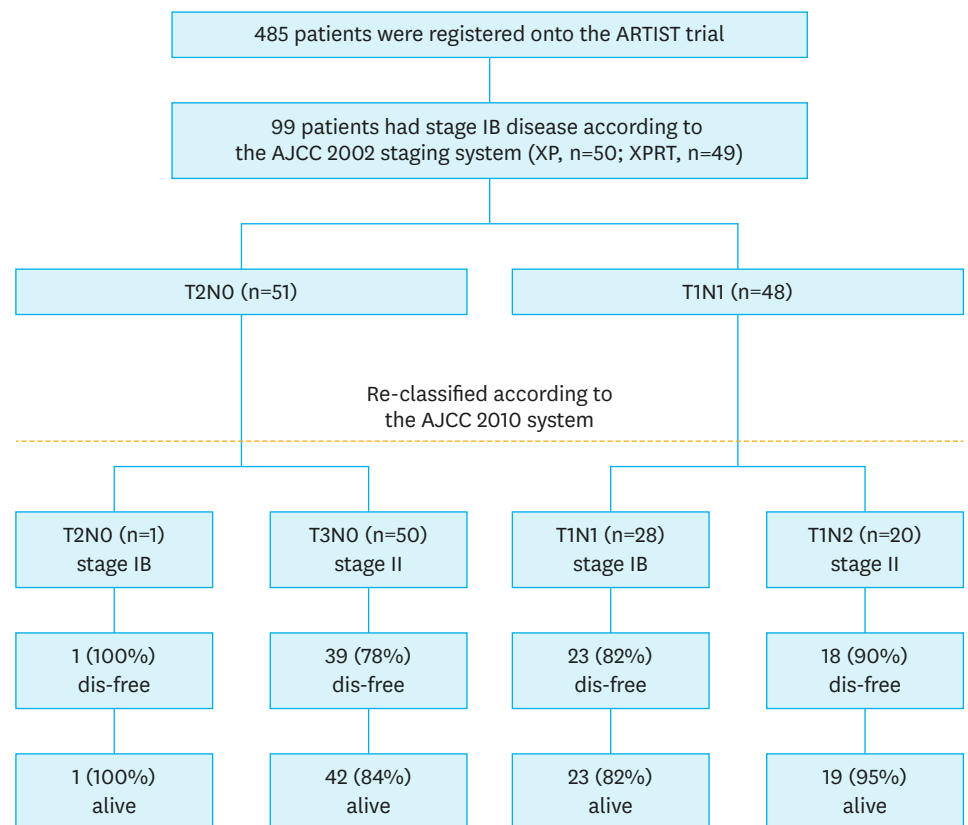 485 patients were registered onto the ARTIST trial
99 patients had stage IB disease according to
the AJCC 2002 staging system (XP, n=50; XPRT, n=49)
T2N0 (n=51)
T1N1 (n=48)
Re-classified according to
the AJCC 2010 system
T2N0 (n=1)
stage IB
T3N0 (n=50)
stage II
T1N1 (n=28)
stage IB
T1N2 (n=20)
stage II
1 (100%)
dis-free
39 (78%)
dis-free
23 (82%)
dis-free
18 (90%)
dis-free
1 (100%)
alive
42 (84%)
alive
23 (82%)
alive
19 (95%)
alive